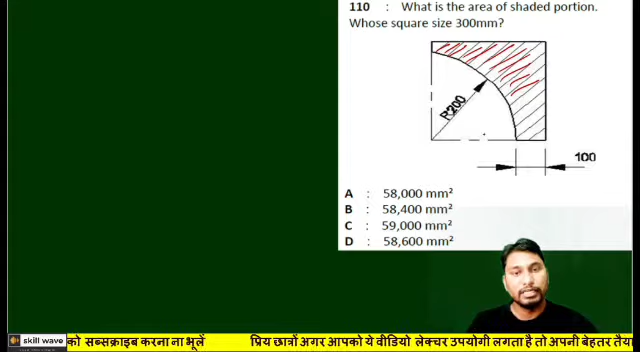 110 : What is the area of shaded portion.
Whose square size 300mm?
R200
100
A : 58,000 mm²
B : 58,400 mm²
C : 59,000 mm²
D : 58,600 mm²
skill wave को सब्सक्राइब करना ना भूलें प्रिय छात्रों अगर आपको ये वीडियो लेक्चर उपयोगी लगता है तो अपनी बेहतर